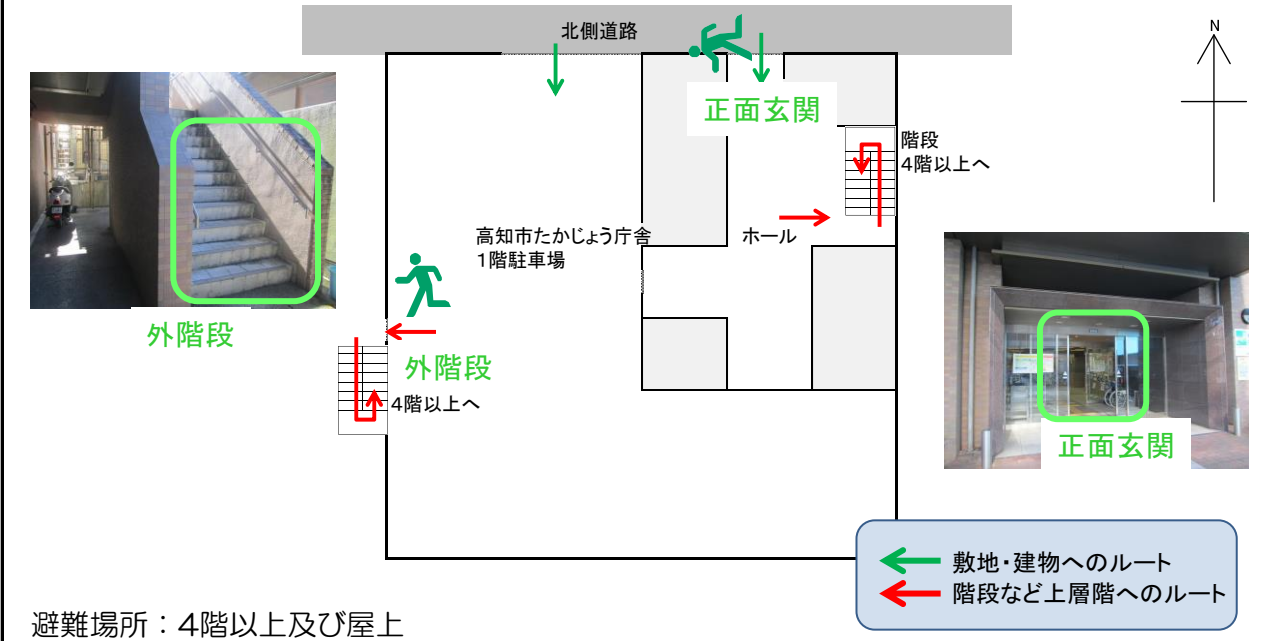 北側道路
N
正面玄関
階段
4階以上へ
高知市たかじょう庁舎
1階駐車場
ホール
外階段
外階段
4階以上へ
正面玄関
敷地・建物へのルート
階段など上層階へのルート
避難場所：4階以上及び屋上